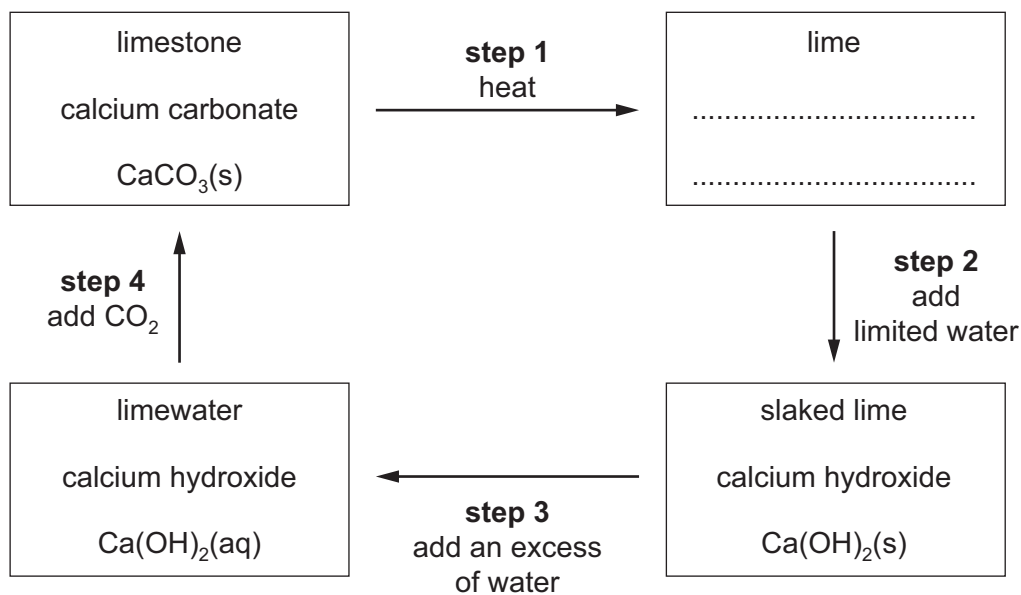 limestone
calcium carbonate
CaCO₃(s)
step 1
heat
lime
..................................
..................................
step 2
add
limited water
slaked lime
calcium hydroxide
Ca(OH)₂(s)
step 3
add an excess
of water
limewater
calcium hydroxide
Ca(OH)₂(aq)
step 4
add CO₂